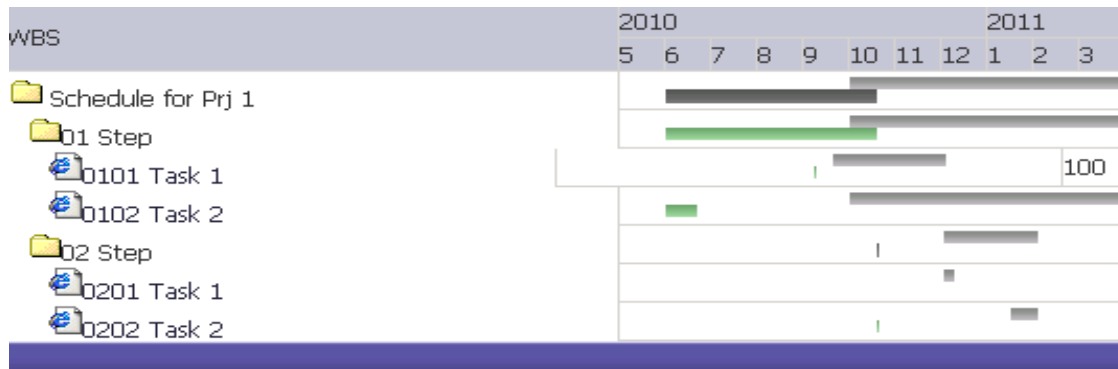 WBS
2010 2011
5 6 7 8 9 10 11 12 1 2 3
Schedule for Prj 1
01 Step
0101 Task 1 100
0102 Task 2
02 Step
0201 Task 1
0202 Task 2